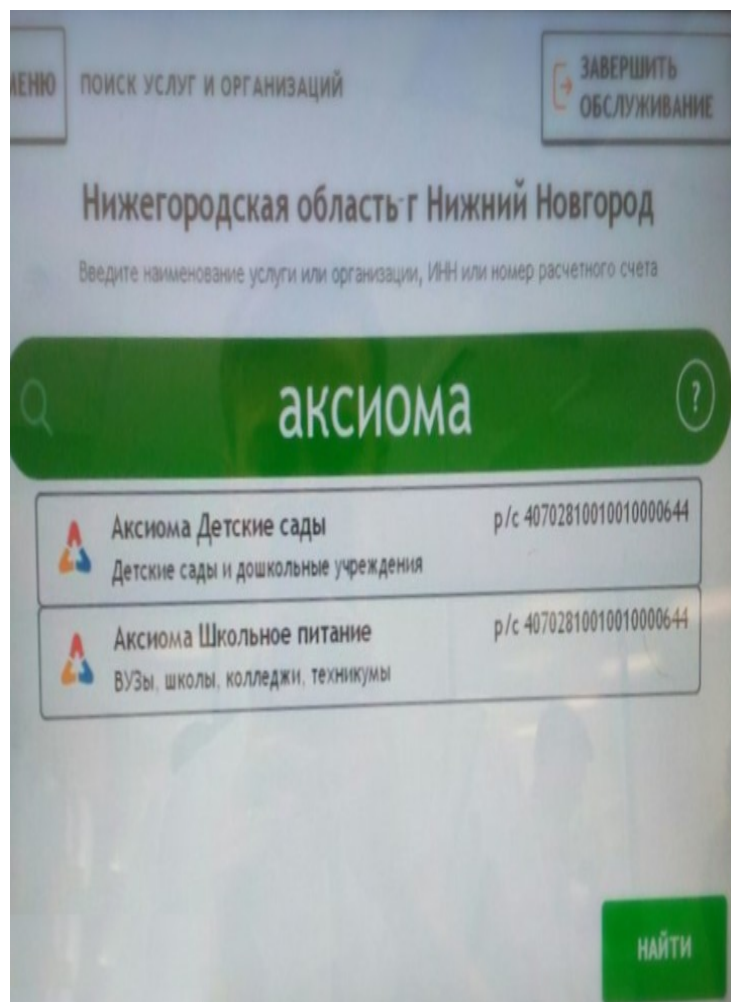 МЕНЮ
ПОИСК УСЛУГ И ОРГАНИЗАЦИЙ
ЗАВЕРШИТЬ
ОБСЛУЖИВАНИЕ
Нижегородская область г Нижний Новгород
Введите наименование услуги или организации, ИНН или номер расчетного счета
аксиома
?
Аксиома Детские сады
р/с 40702810010010000644
Детские сады и дошкольные учреждения
Аксиома Школьное питание
р/с 40702810010010000644
ВУЗы, школы, колледжи, техникумы
НАЙТИ